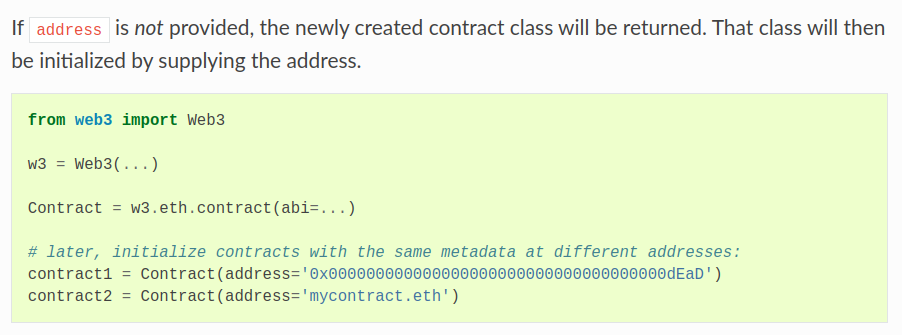 If address is not provided, the newly created contract class will be returned. That class will then
be initialized by supplying the address.
from web3 import Web3
w3 = Web3(...)
Contract = w3.eth.contract(abi=...)
# later, initialize contracts with the same metadata at different addresses:
contract1 = Contract(address='0x000000000000000000000000000000000000dEaD')
contract2 = Contract(address='mycontract.eth')